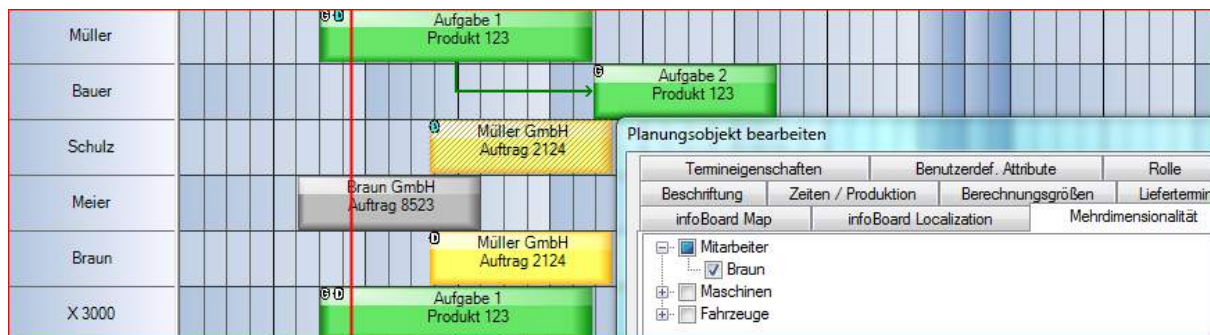 Müller
G D
Aufgabe 1
Produkt 123
Bauer
G
Aufgabe 2
Produkt 123
Schulz
D
Müller GmbH
Auftrag 2124
Meier
Braun GmbH
Auftrag 8523
Braun
D
Müller GmbH
Auftrag 2124
X 3000
G D
Aufgabe 1
Produkt 123
Planungsobjekt bearbeiten
Termineigenschaften Benutzerdef. Attribute Rolle
Beschriftung Zeiten / Produktion Berechnungsgrößen Liefertermin
infoBoard Map infoBoard Localization Mehrdimensionalität
Mitarbeiter
Braun
Maschinen
Fahrzeuge